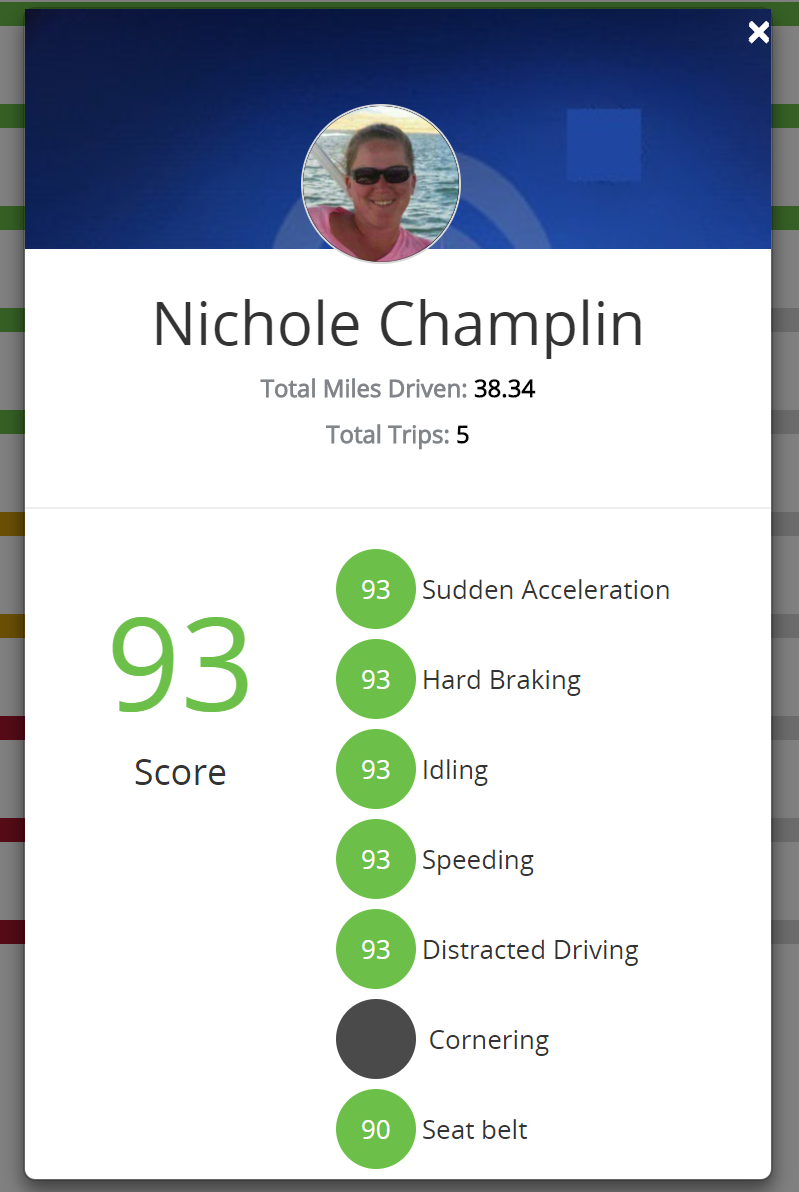 Nichole Champlin
Total Miles Driven: 38.34
Total Trips: 5
93
Score
93 Sudden Acceleration
93 Hard Braking
93 Idling
93 Speeding
93 Distracted Driving
Cornering
90 Seat belt